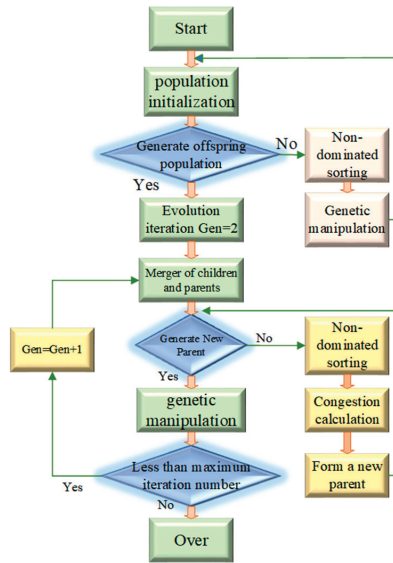 Start
population
initialization
Generate offspring
population
No
Non-
dominated
sorting
Yes
Genetic
manipulation
Evolution
iteration Gen=2
Merger of children
and parents
Gen=Gen+1
Generate New
Parent
No
Non-
dominated
sorting
Yes
genetic
manipulation
Congestion
calculation
Less than maximum
iteration number
Yes
Form a new
parent
No
Over